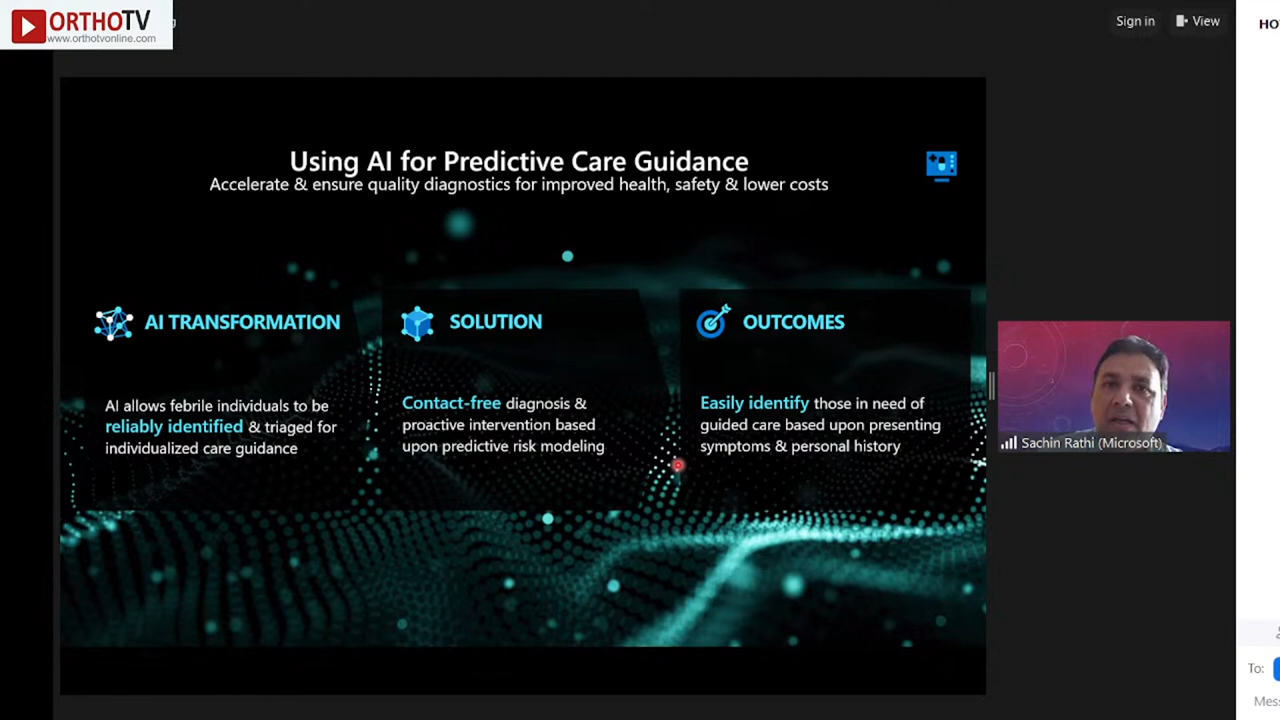 ORTHOTV
www.orthotvonline.com
Sign in
View
Using AI for Predictive Care Guidance
Accelerate & ensure quality diagnostics for improved health, safety & lower costs
AI TRANSFORMATION
AI allows febrile individuals to be
reliably identified & triaged for
individualized care guidance
SOLUTION
Contact-free diagnosis &
proactive intervention based
upon predictive risk modeling
OUTCOMES
Easily identify those in need of
guided care based upon presenting
symptoms & personal history
Sachin Rathi (Microsoft)
To: